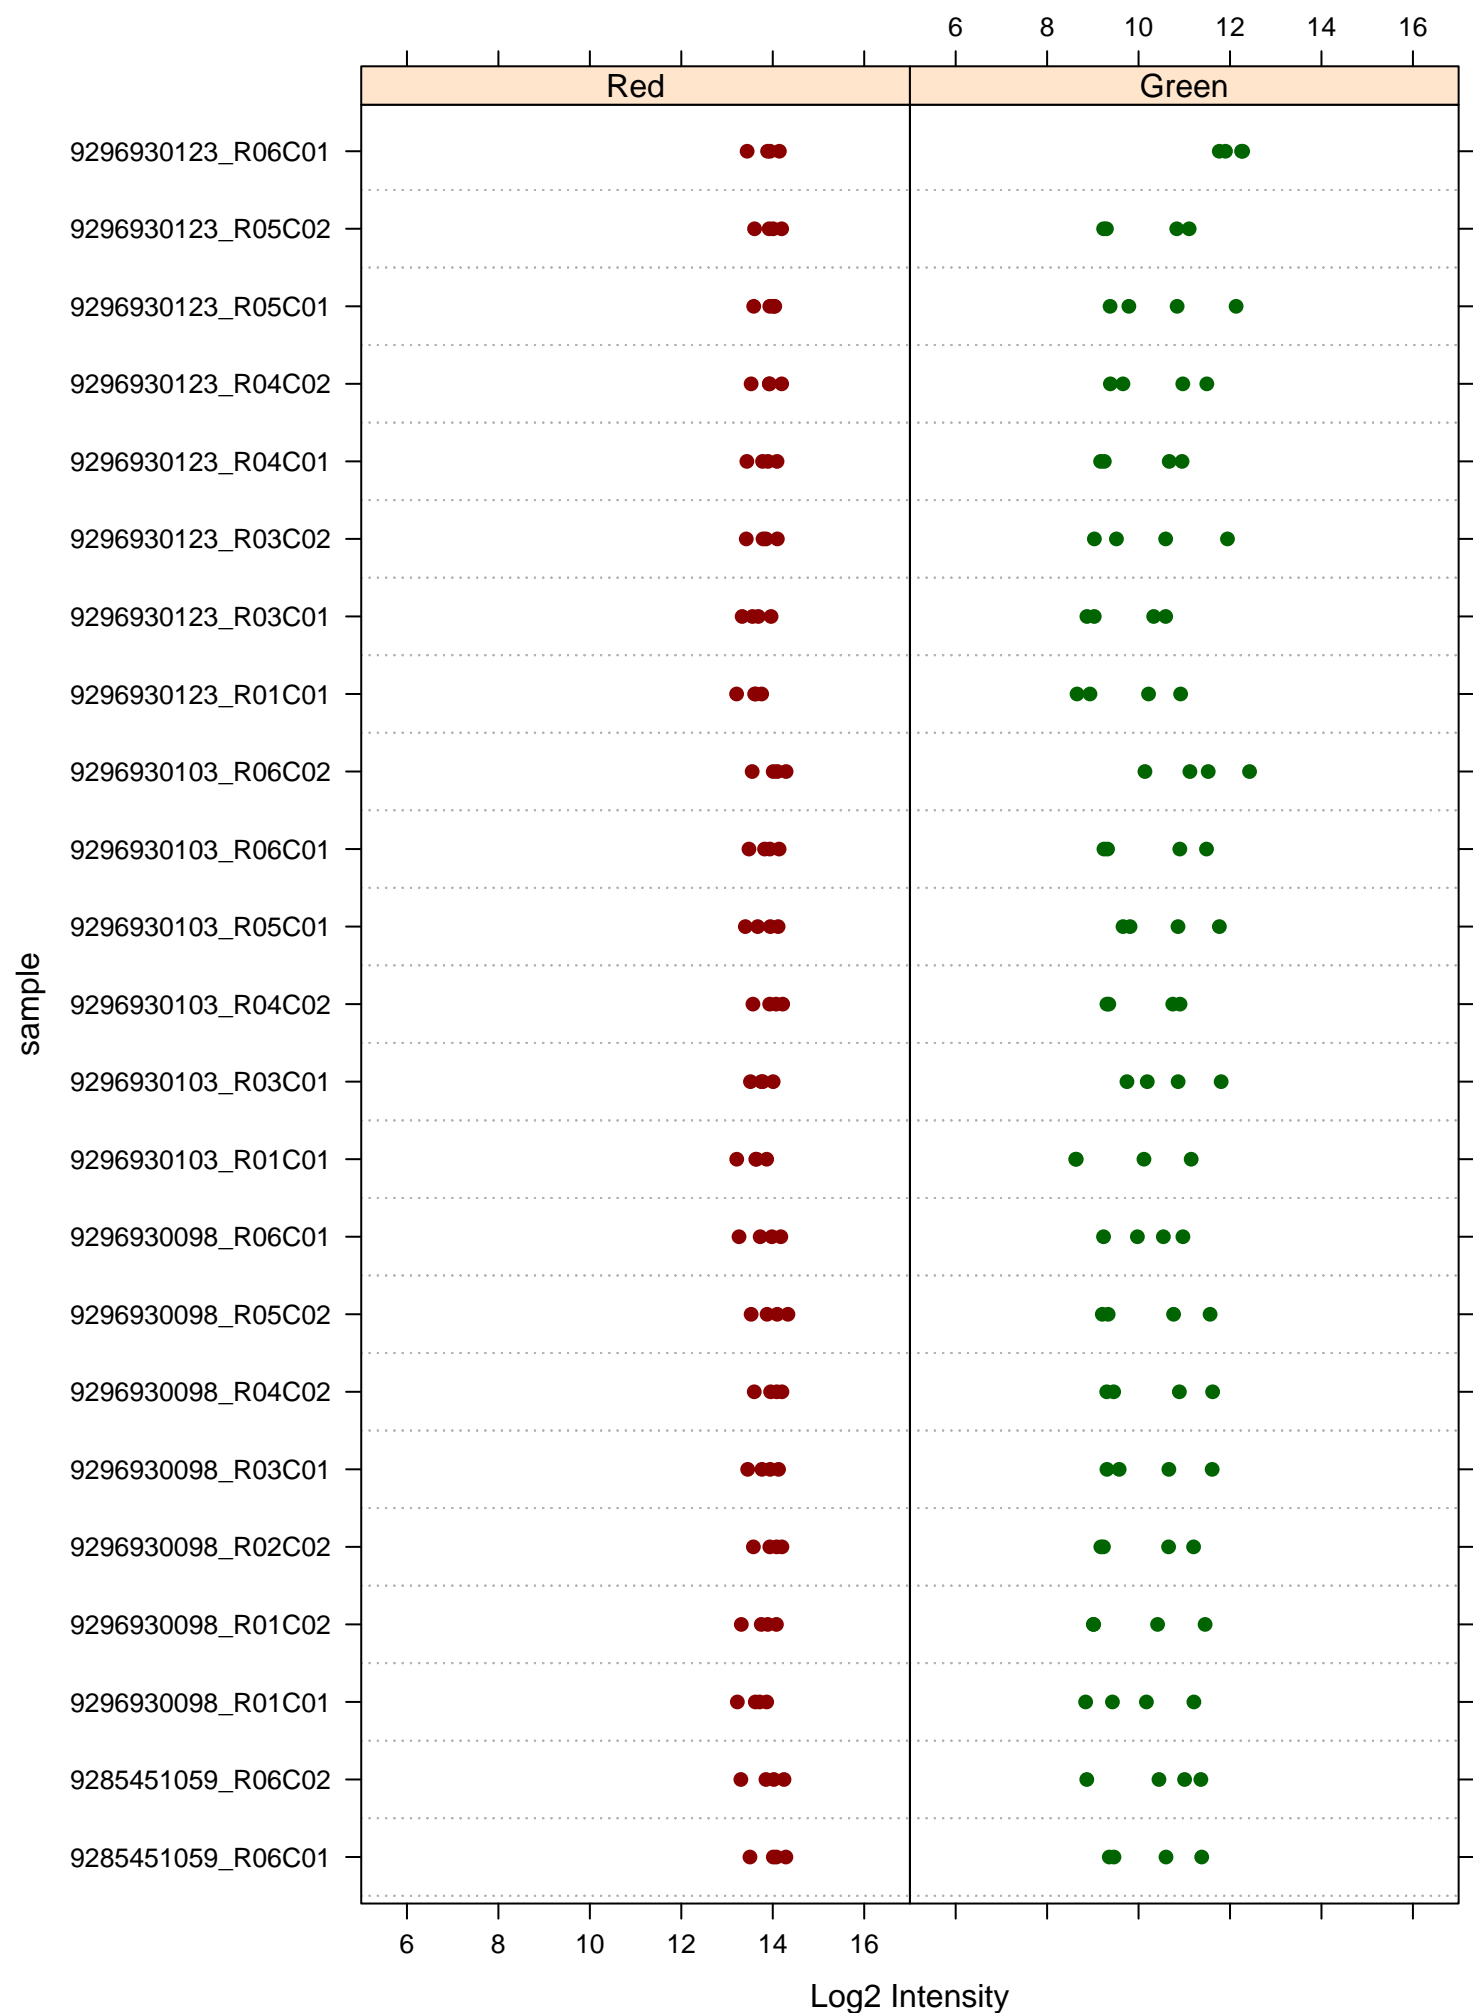 6 8 10 12 14 16
Red Green
9296930123_R06C01
9296930123_R05C02
9296930123_R05C01
9296930123_R04C02
9296930123_R04C01
9296930123_R03C02
9296930123_R03C01
9296930123_R01C01
9296930103_R06C02
9296930103_R06C01
9296930103_R05C01
9296930103_R04C02
9296930103_R03C01
9296930103_R01C01
9296930098_R06C01
9296930098_R05C02
9296930098_R04C02
9296930098_R03C01
9296930098_R02C02
9296930098_R01C02
9296930098_R01C01
9285451059_R06C02
9285451059_R06C01
sample
6 8 10 12 14 16
Log2 Intensity